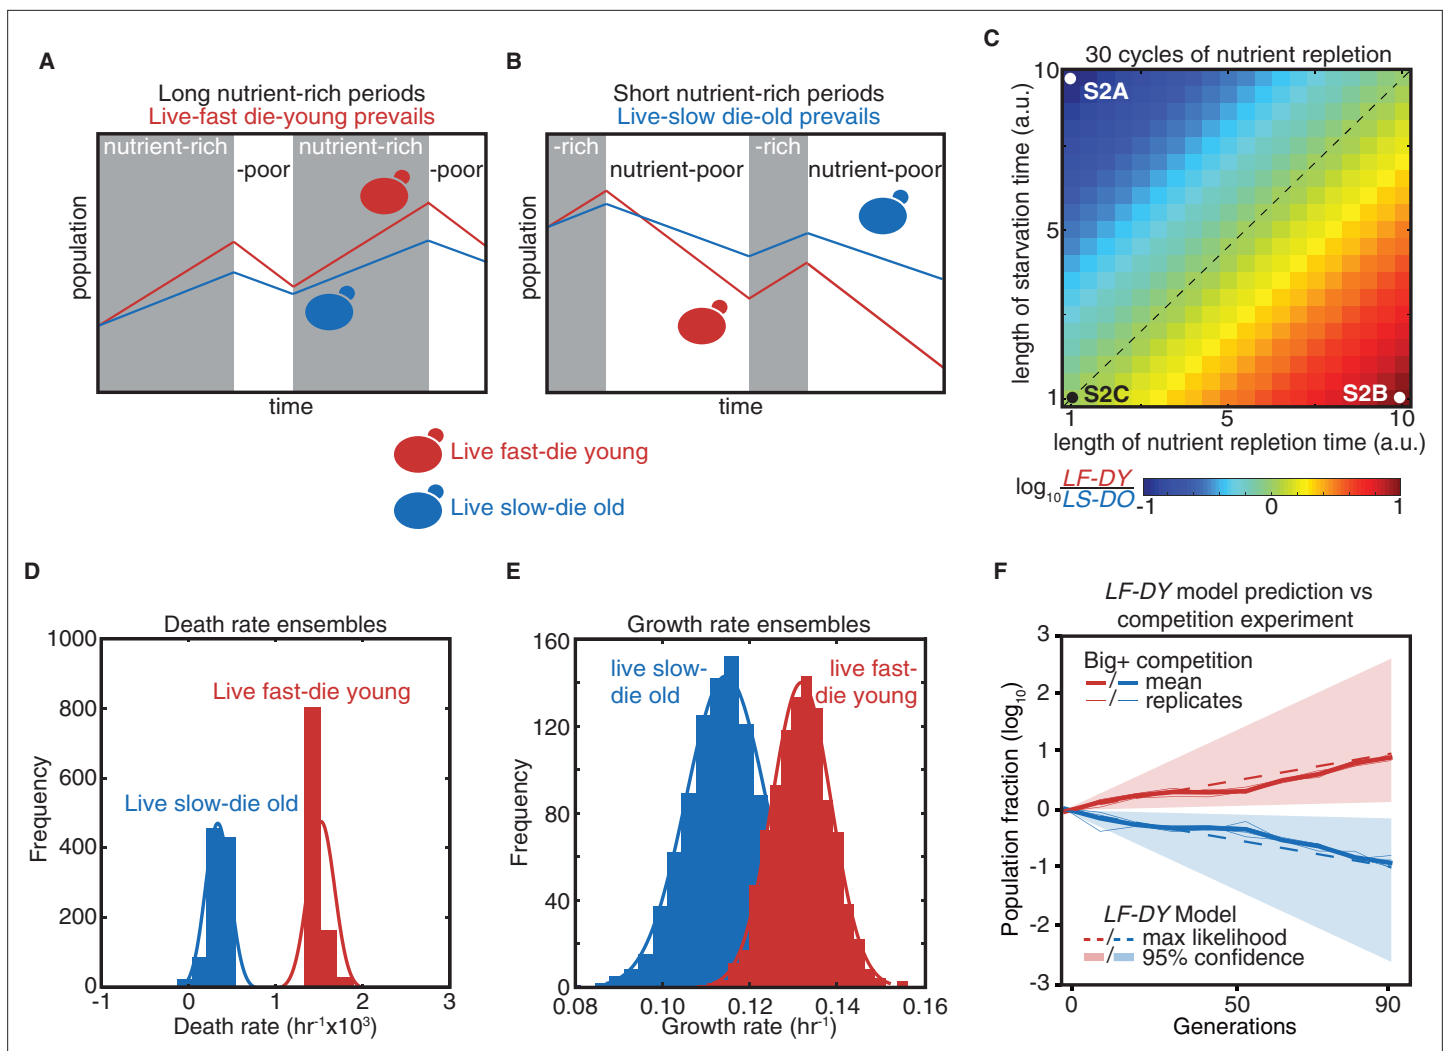 A
Long nutrient-rich periods
Live-fast die-young prevails
nutrient-rich
-poor
nutrient-rich
-poor
population
time
B
Short nutrient-rich periods
Live-slow die-old prevails
-rich
nutrient-poor
-rich
nutrient-poor
population
time
Live fast-die young
Live slow-die old
C
30 cycles of nutrient repletion
10
5
1
length of starvation time (a.u.)
S2A
S2C
S2B
1
5
10
length of nutrient repletion time (a.u.)
log10 LF-DY
LS-DO
-1
0
1
D
Death rate ensembles
1000
800
600
400
200
0
Frequency
Live fast-die young
Live slow-die old
-1
0
1
2
3
Death rate (hr-1x103)
E
Growth rate ensembles
160
120
80
40
0
Frequency
live slow-
die old
live fast-
die young
0.08
0.10
0.12
0.14
0.16
Growth rate (hr-1)
F
LF-DY model prediction vs
competition experiment
3
2
1
0
-1
-2
-3
Population fraction (log10)
Big+ competition
/ mean
/ replicates
LF-DY Model
/ max likelihood
/ 95% confidence
0
50
90
Generations